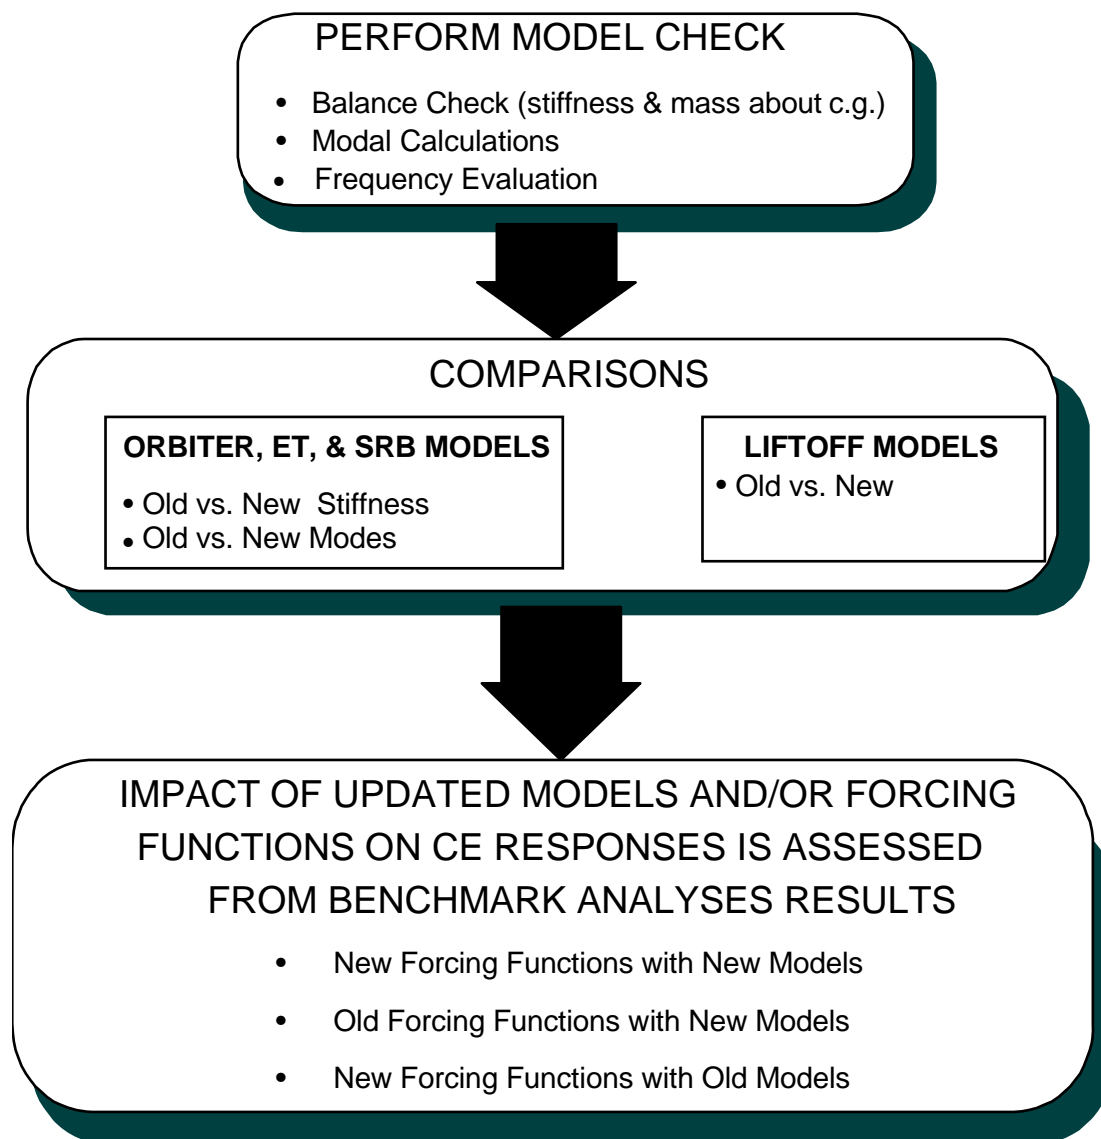 PERFORM MODEL CHECK
• Balance Check (stiffness & mass about c.g.)
• Modal Calculations
• Frequency Evaluation
COMPARISONS
ORBITER, ET, & SRB MODELS
• Old vs. New Stiffness
• Old vs. New Modes
LIFTOFF MODELS
• Old vs. New
IMPACT OF UPDATED MODELS AND/OR FORCING
FUNCTIONS ON CE RESPONSES IS ASSESSED
FROM BENCHMARK ANALYSES RESULTS
• New Forcing Functions with New Models
• Old Forcing Functions with New Models
• New Forcing Functions with Old Models